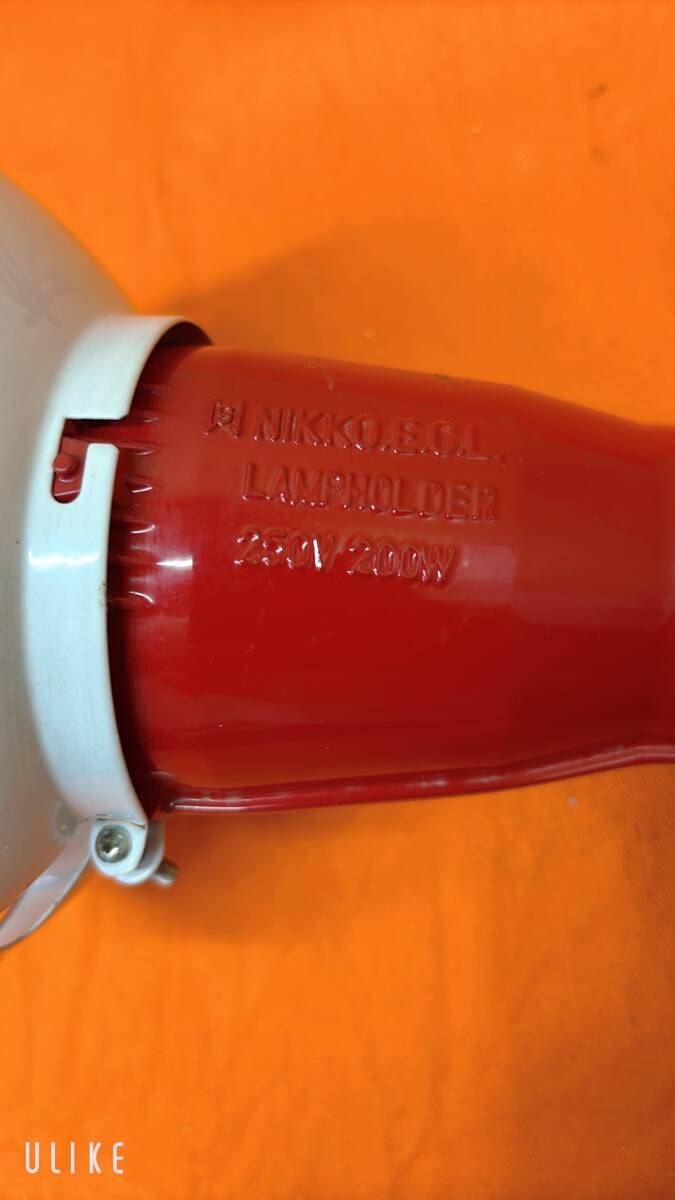 NIKKO.E.C.L.
LAMPHOLDER
250V 200W
ULIKE